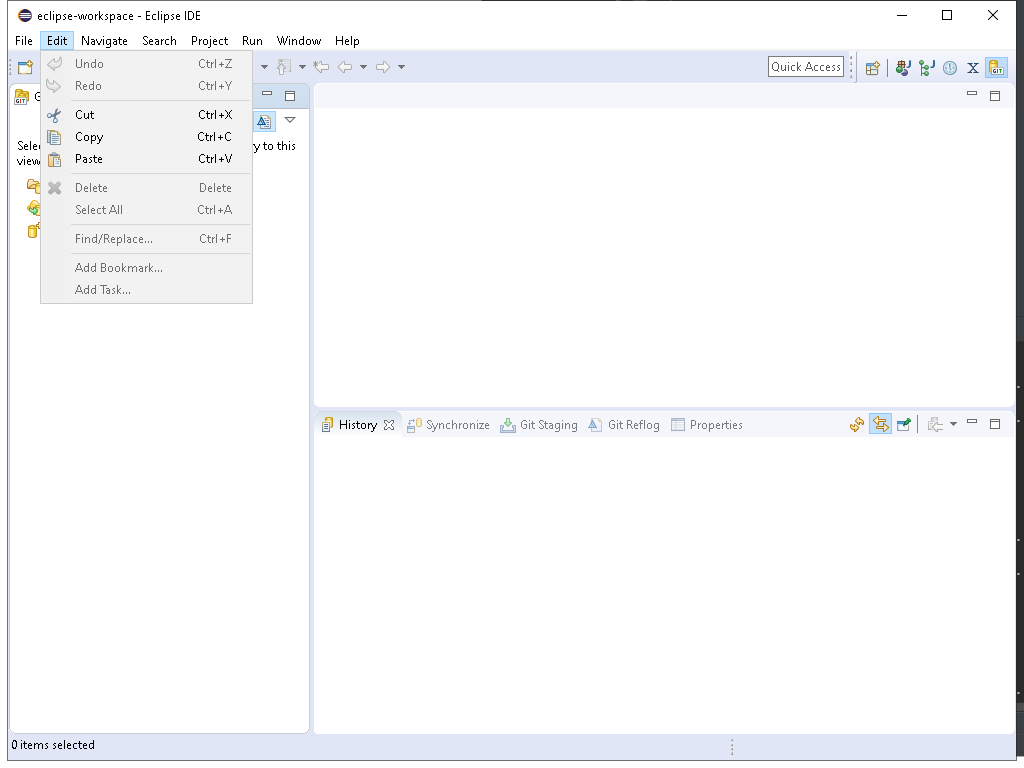 eclipse-workspace - Eclipse IDE
File Edit Navigate Search Project Run Window Help
Undo Ctrl+Z
Quick Access
Redo Ctrl+Y
Cut Ctrl+X
Copy Ctrl+C
Paste Ctrl+V
y to this
view
Delete Delete
Select All Ctrl+A
Find/Replace... Ctrl+F
Add Bookmark...
Add Task...
History Synchronize Git Staging Git Reflog Properties
0 items selected